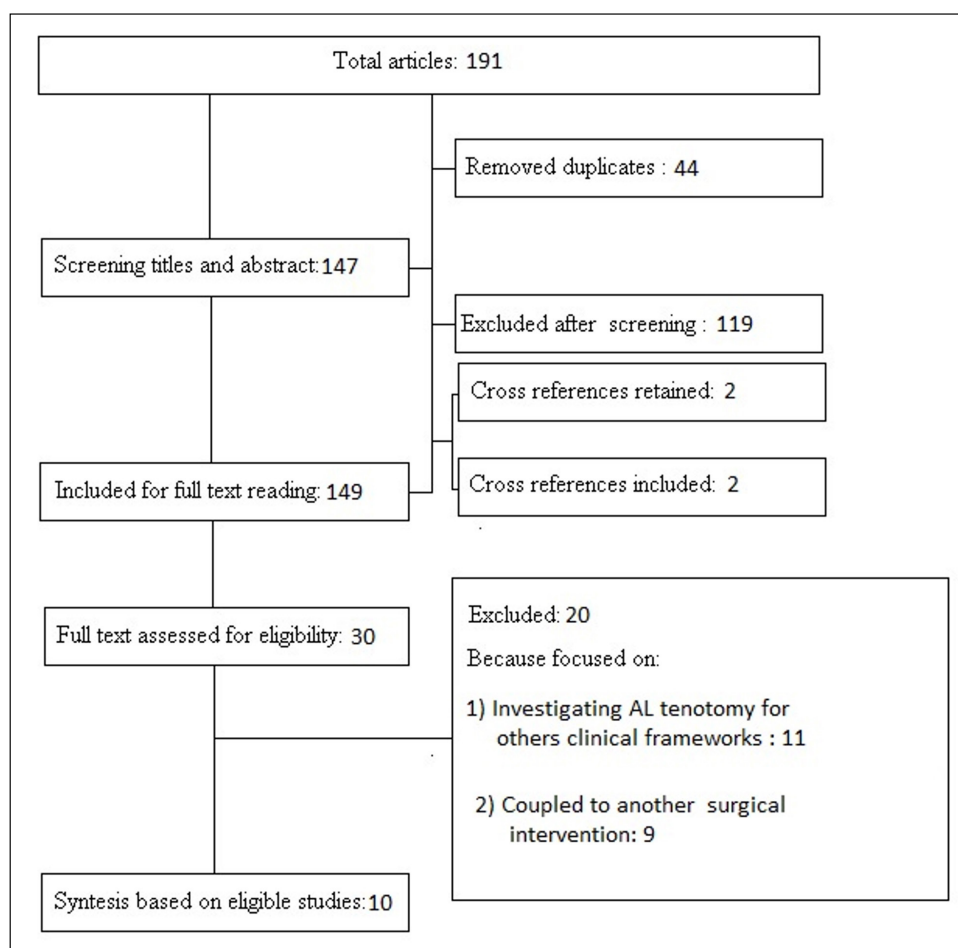 Total articles: 191
Removed duplicates : 44
Screening titles and abstract:147
Excluded after  screening : 119
Cross references retained: 2
Included for full text reading: 149
Cross references included: 2
Full text assessed for eligibility: 30
Excluded: 20
Because focused on:
1) Investigating AL tenotomy for
others clinical frameworks : 11
2) Coupled to another  surgical
intervention: 9
Syntesis based on eligible studies:10